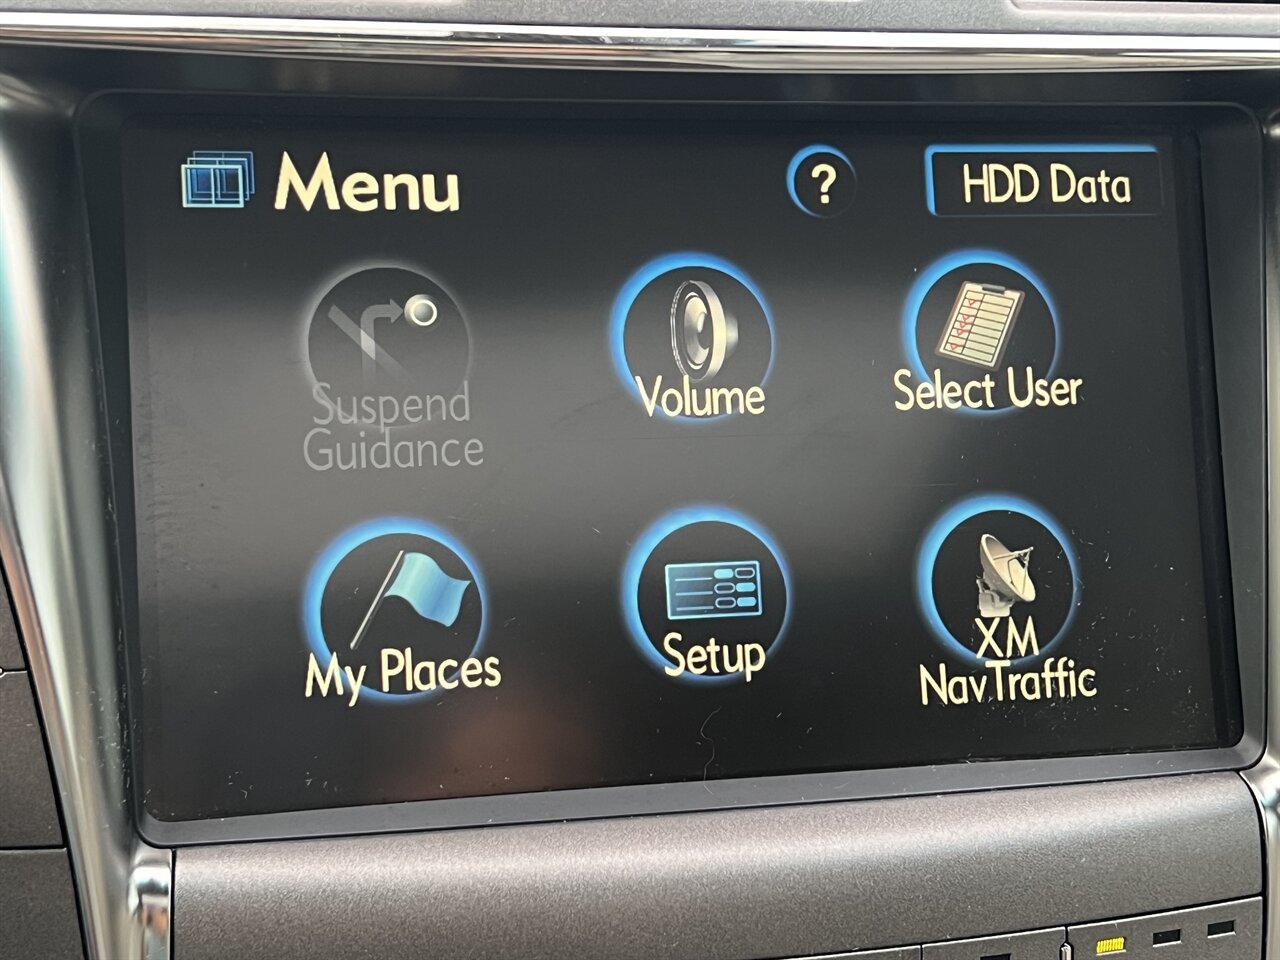 Menu
?
HDD Data
Suspend
Guidance
Volume
Select User
My Places
Setup
XM
NavTraffic